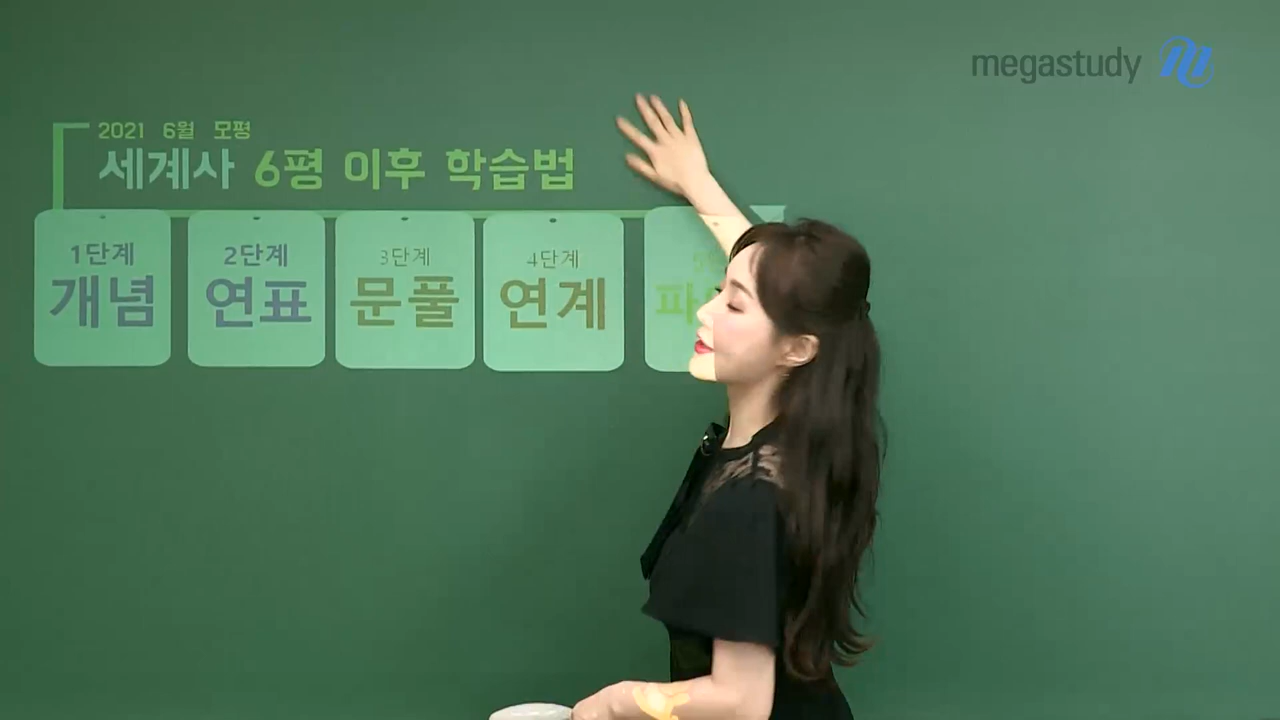 megastudy
2021 6월 모평
세계사 6평 이후 학습법
1단계
개념
2단계
연표
3단계
문풀
4단계
연계